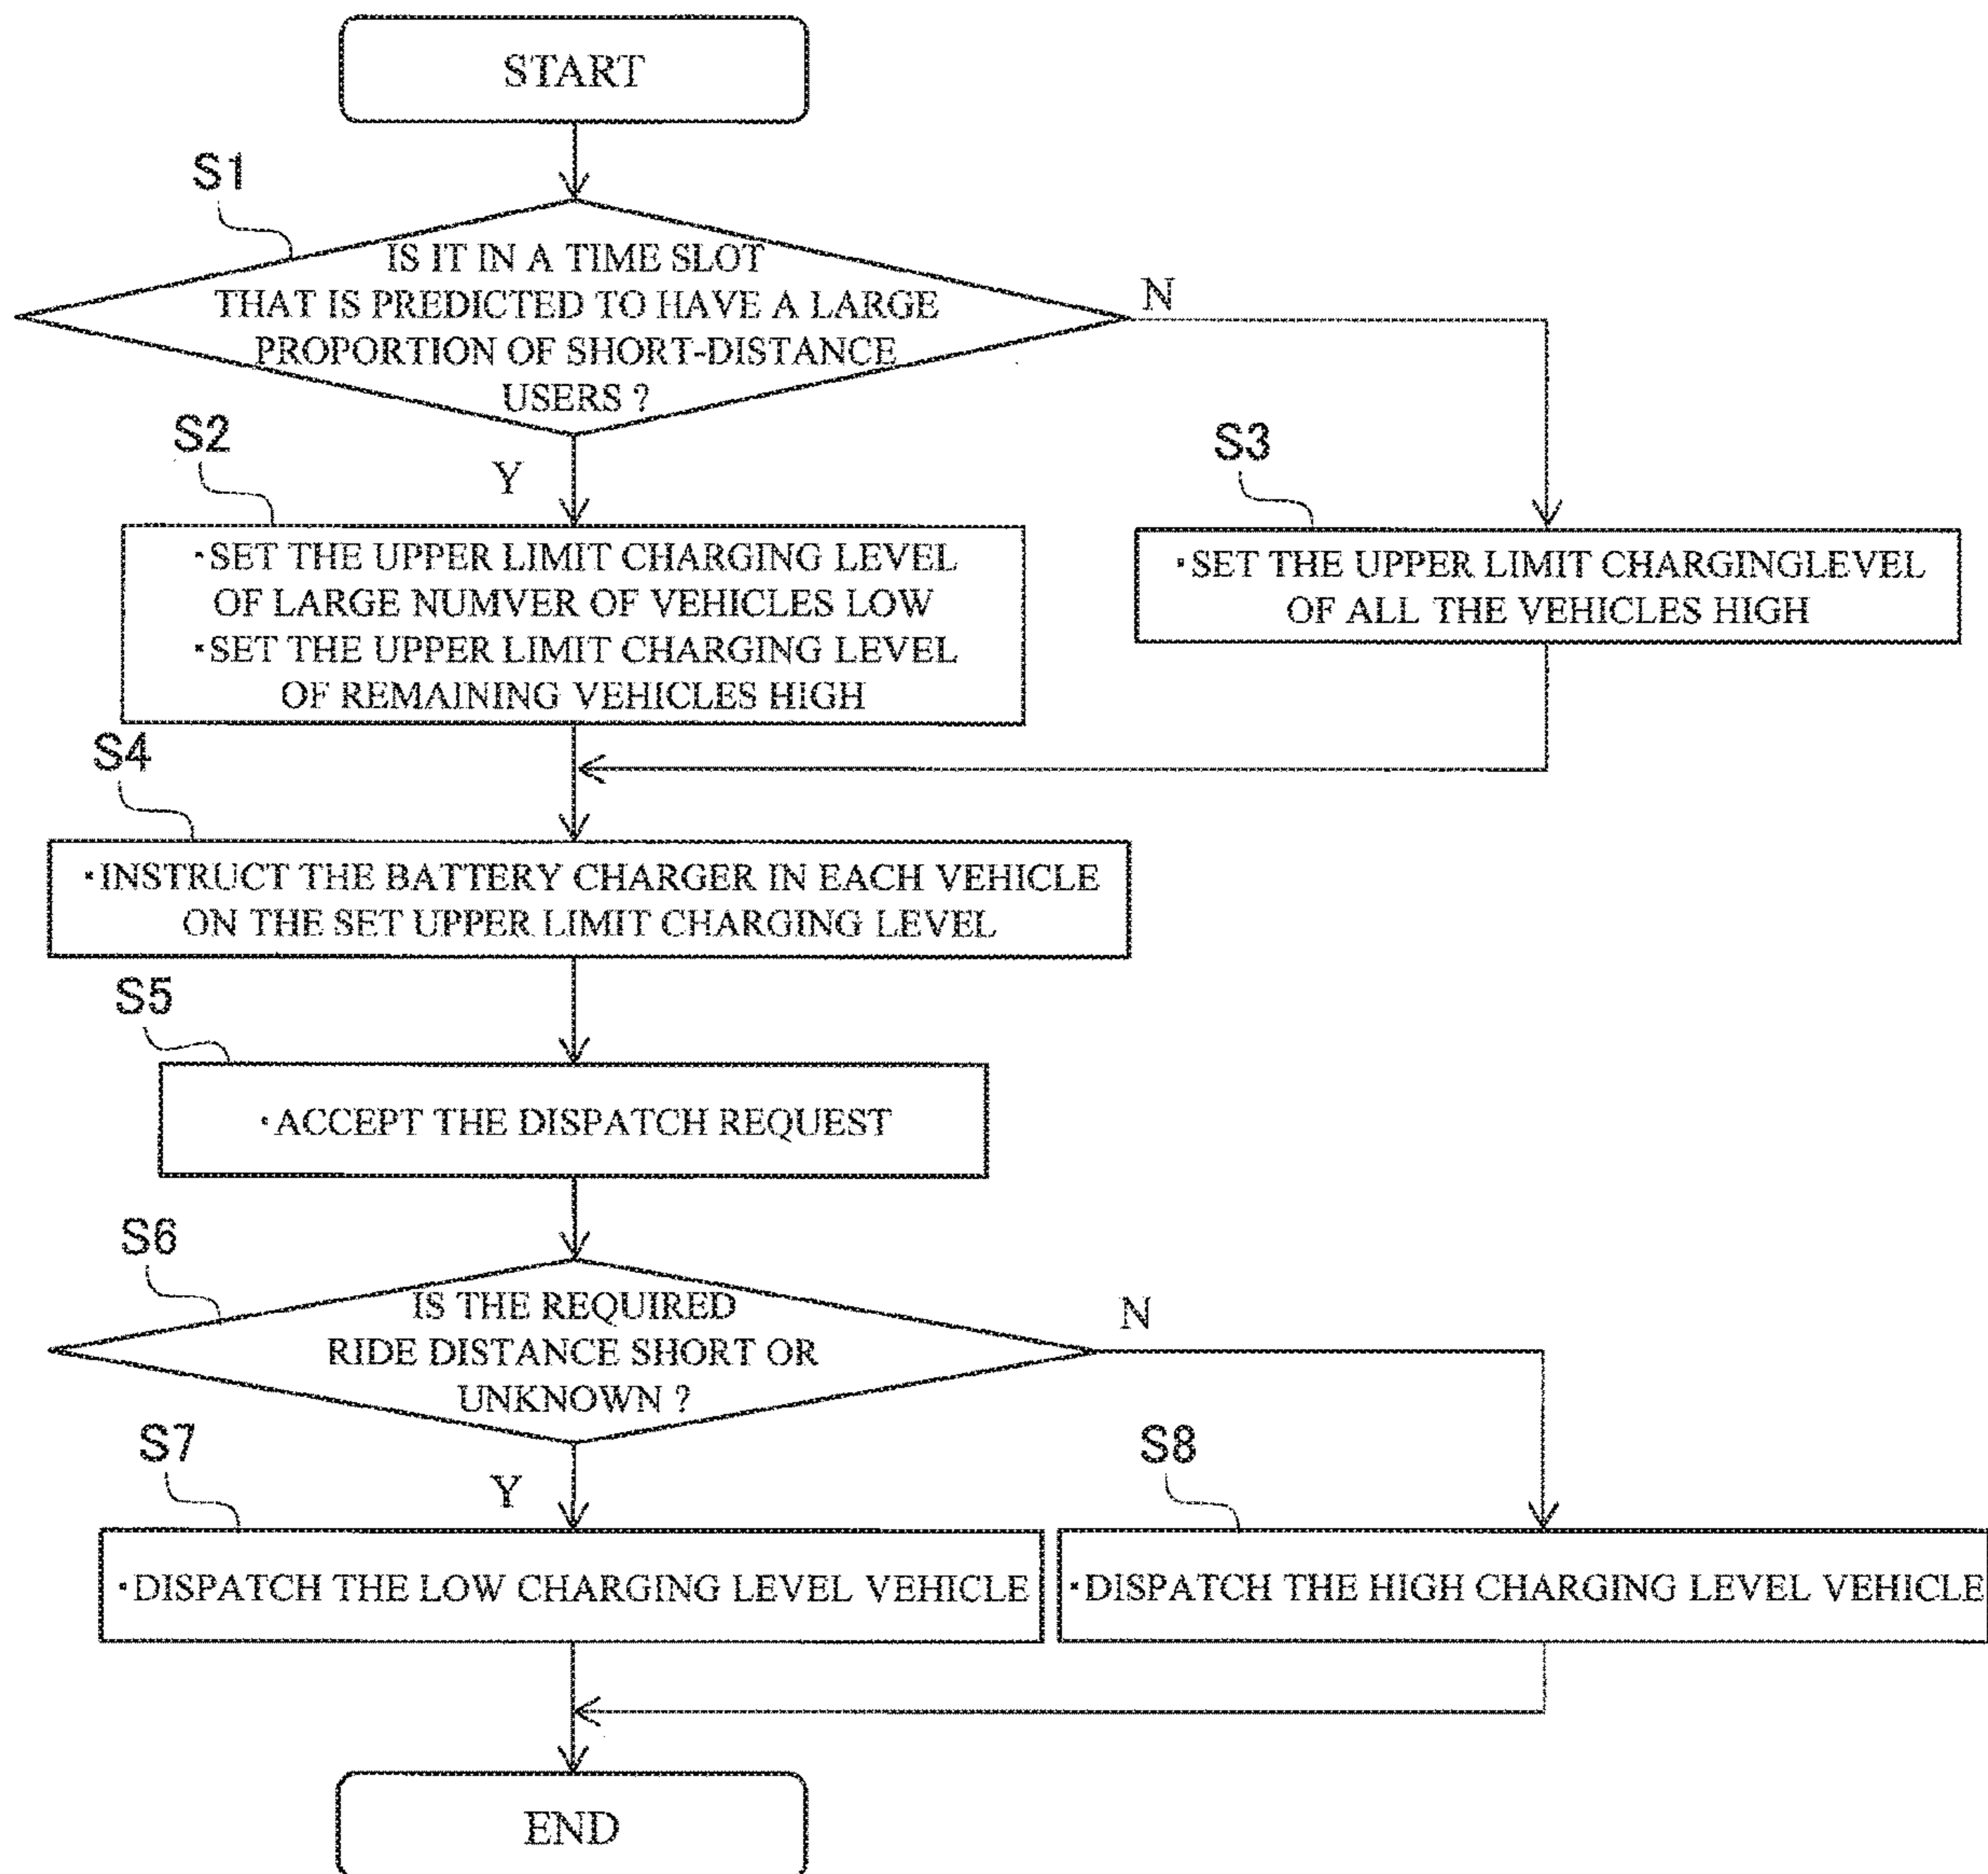 START
S1
IS IT IN A TIME SLOT
THAT IS PREDICTED TO HAVE A LARGE
PROPORTION OF SHORT-DISTANCE
USERS ?
N
Y
S2
・SET THE UPPER LIMIT CHARGING LEVEL
OF LARGE NUMVER OF VEHICLES LOW
・SET THE UPPER LIMIT CHARGING LEVEL
OF REMAINING VEHICLES HIGH
S3
・SET THE UPPER LIMIT CHARGINGLEVEL
OF ALL THE VEHICLES HIGH
S4
・INSTRUCT THE BATTERY CHARGER IN EACH VEHICLE
ON THE SET UPPER LIMIT CHARGING LEVEL
S5
・ACCEPT THE DISPATCH REQUEST
S6
IS THE REQUIRED
RIDE DISTANCE SHORT OR
UNKNOWN ?
N
Y
S7
・DISPATCH THE LOW CHARGING LEVEL VEHICLE
S8
・DISPATCH THE HIGH CHARGING LEVEL VEHICLE
END